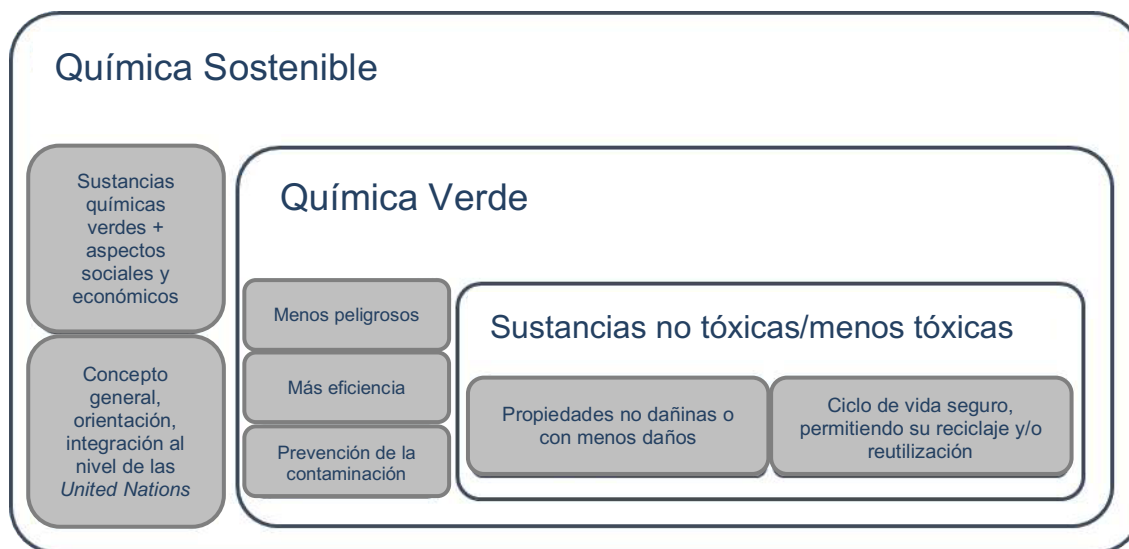 Química Sostenible
Sustancias
químicas
verdes +
aspectos
sociales y
económicos
Concepto
general,
orientación,
integración al
nivel de las
United Nations
Química Verde
Menos peligrosos
Más eficiencia
Prevención de la
contaminación
Sustancias no tóxicas/menos tóxicas
Propiedades no dañinas o
con menos daños
Ciclo de vida seguro,
permitiendo su reciclaje y/o
reutilización